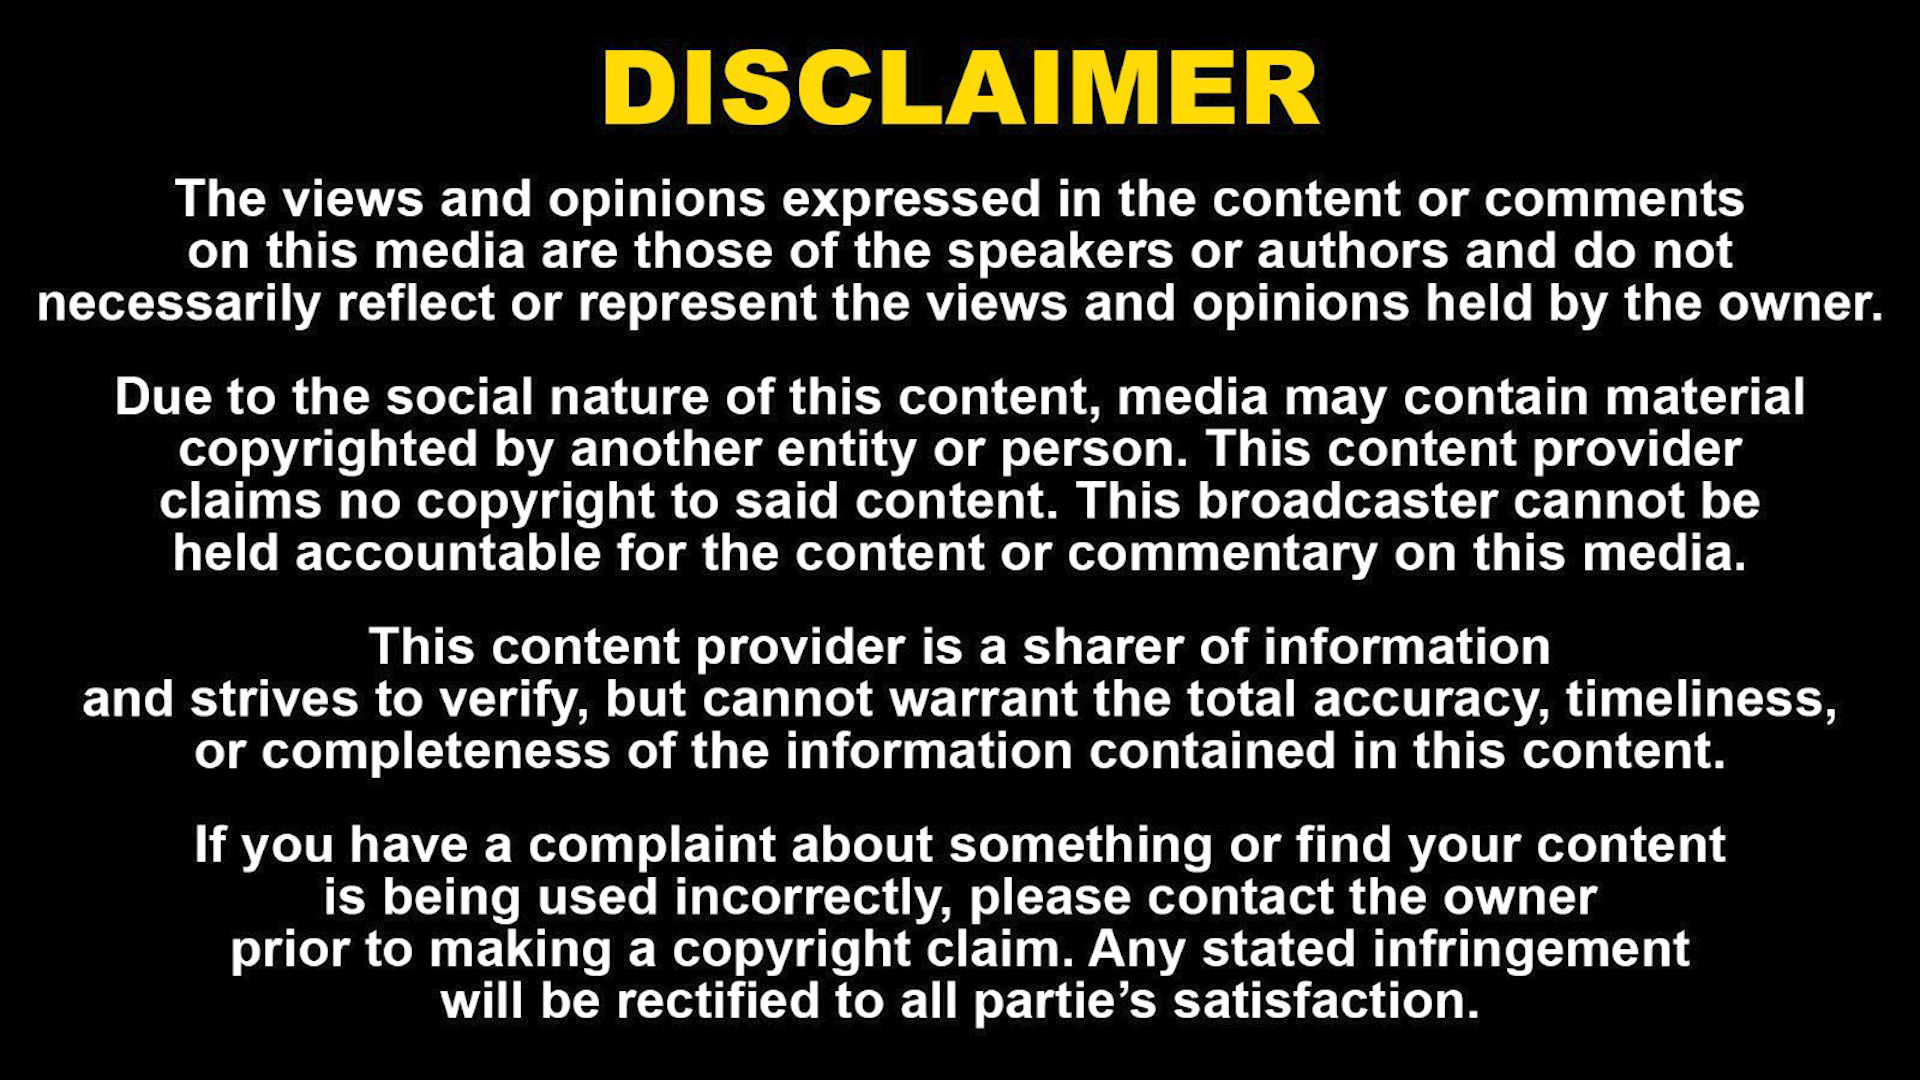 DISCLAIMER
The views and opinions expressed in the content or comments
on this media are those of the speakers or authors and do not
necessarily reflect or represent the views and opinions held by the owner.
Due to the social nature of this content, media may contain material
copyrighted by another entity or person. This content provider
claims no copyright to said content. This broadcaster cannot be
held accountable for the content or commentary on this media.
This content provider is a sharer of information
and strives to verify, but cannot warrant the total accuracy, timeliness,
or completeness of the information contained in this content.
If you have a complaint about something or find your content
is being used incorrectly, please contact the owner
prior to making a copyright claim. Any stated infringement
will be rectified to all partie’s satisfaction.